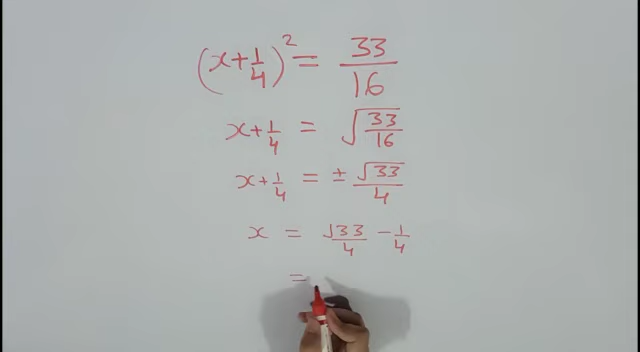 (x+1/4)² = 33/16
x+1/4 = √33/16
x+1/4 = ± √33/4
x = √33/4 − 1/4
=